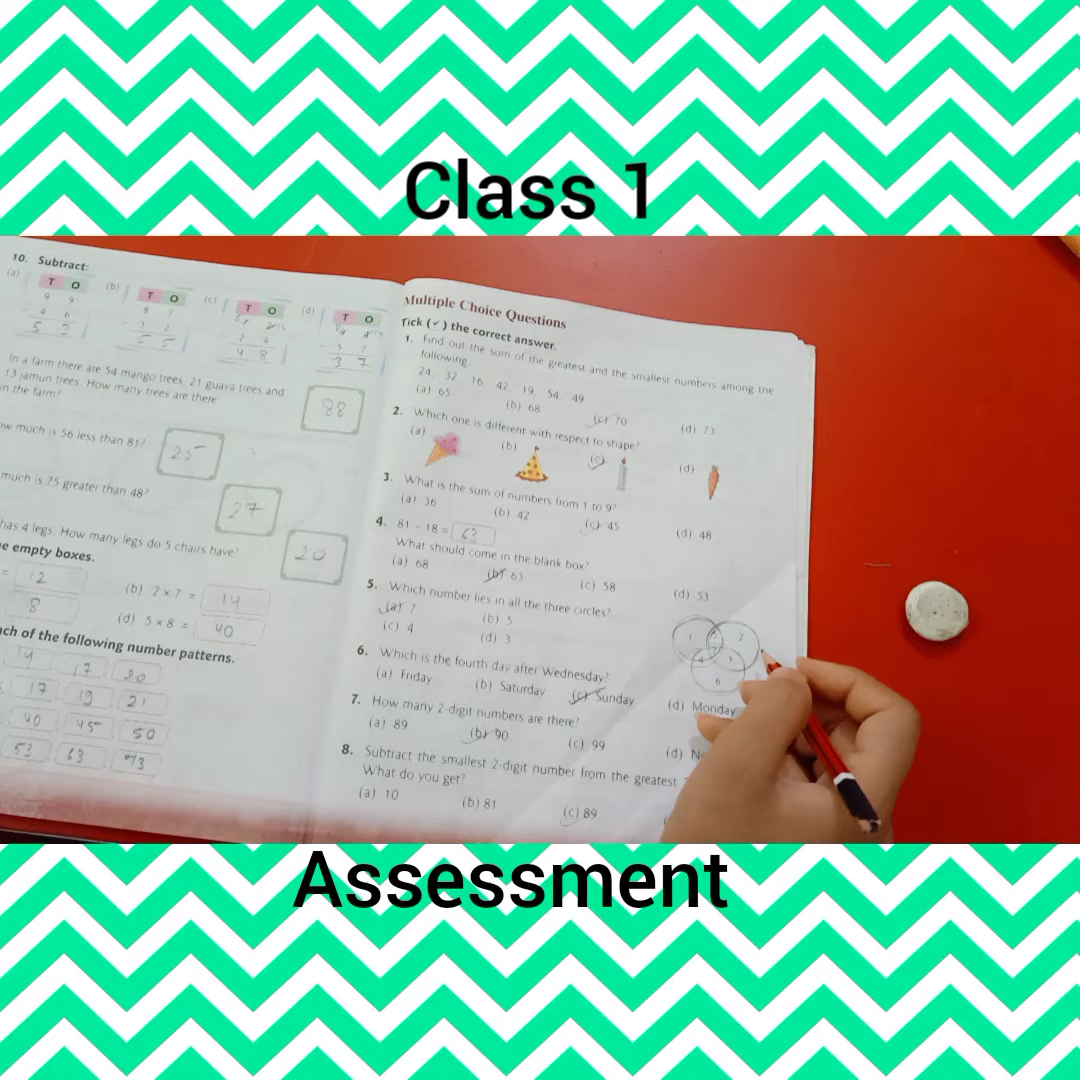 Class 1
10. Subtract:
(a) (b) (c) (d)
T O T O T O T O
9 9 8 7
- 4 6 - 3 2
5 3 5 5 4 8 3 7
In a farm there are 54 mango trees, 21 guava trees and
13 jamun trees. How many trees are there
in the farm?
88
ow much is 56 less than 81?
25
much is 75 greater than 48?
27
has 4 legs. How many legs do 5 chairs have?
20
e empty boxes.
= 12
(b) 2 × 7 = 14
8
(d) 5 × 8 = 40
ach of the following number patterns.
14 17 20
17 19 21
40 45 50
53 63 73
Multiple Choice Questions
Tick (✓) the correct answer.
1. Find out the sum of the greatest and the smallest numbers among the
following.
24, 32, 16, 42, 19, 54, 49
(a) 65 (b) 68 (c) 70 (d) 73
2. Which one is different with respect to shape?
(a) (b) (c) (d)
3. What is the sum of numbers from 1 to 9?
(a) 36 (b) 42 (c) 45 (d) 48
4. 81 - 18 = 63
What should come in the blank box?
(a) 68 (b) 63 (c) 58 (d) 53
5. Which number lies in all the three circles?
(a) 7 (b) 5
(c) 4 (d) 3
1 5 2
7
4 3
6
6. Which is the fourth day after Wednesday?
(a) Friday (b) Saturday (c) Sunday (d) Monday
7. How many 2-digit numbers are there?
(a) 89 (b) 90 (c) 99 (d)
8. Subtract the smallest 2-digit number from the greatest
What do you get?
(a) 10 (b) 81 (c) 89
Assessment